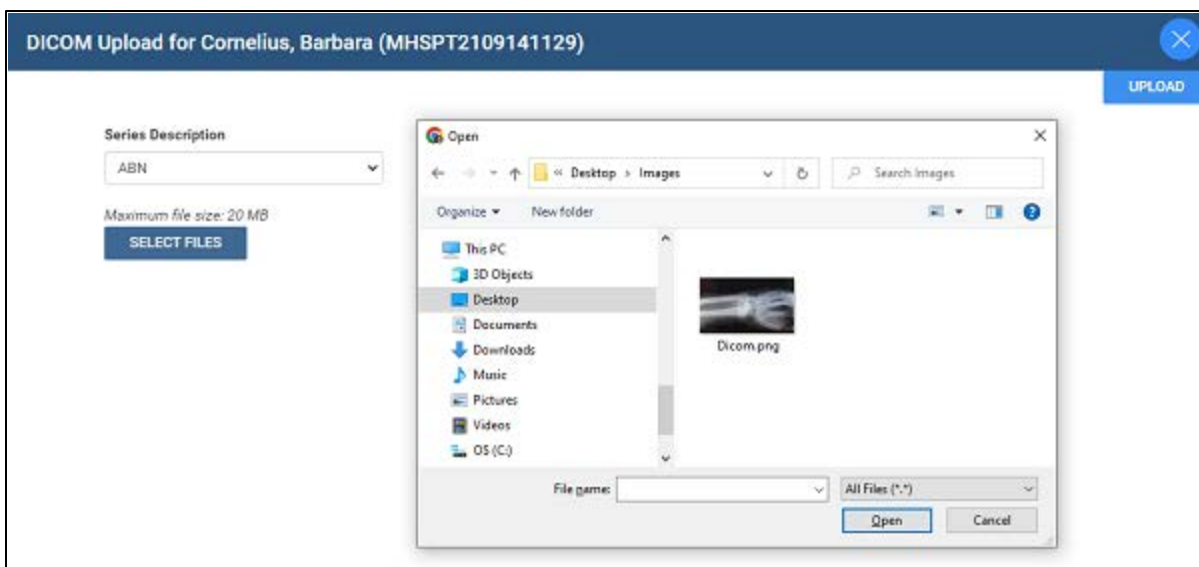 DICOM Upload for Cornelius, Barbara (MHSPT2109141129)
UPLOAD
Series Description
ABN
Maximum file size: 20 MB
SELECT FILES
Open
« Desktop › Images
Search Images
Organize
New folder
This PC
3D Objects
Desktop
Documents
Downloads
Music
Pictures
Videos
OS (C:)
Dicom.png
File name:
All Files (*.*)
Open
Cancel